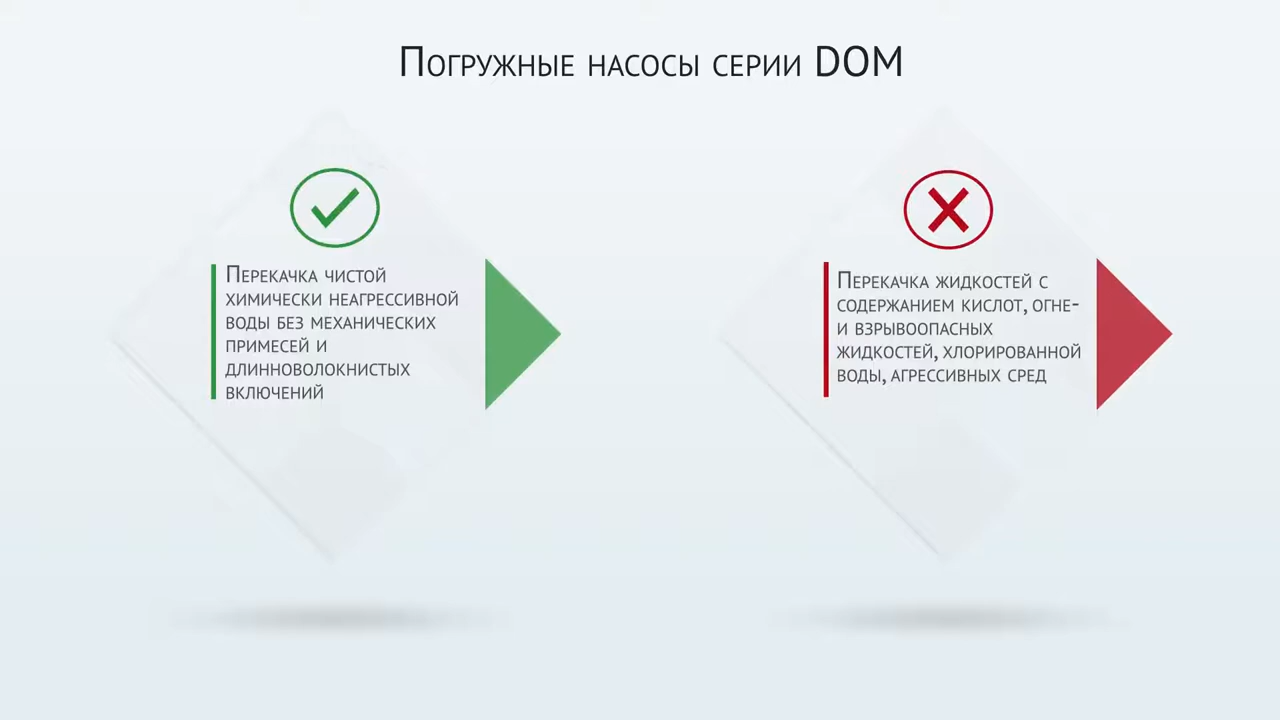 Погружные насосы серии DOM
Перекачка чистой
химически неагрессивной
воды без механических
примесей и
длинноволокнистых
включений
Перекачка жидкостей с
содержанием кислот, огне-
и взрывоопасных
жидкостей, хлорированной
воды, агрессивных сред